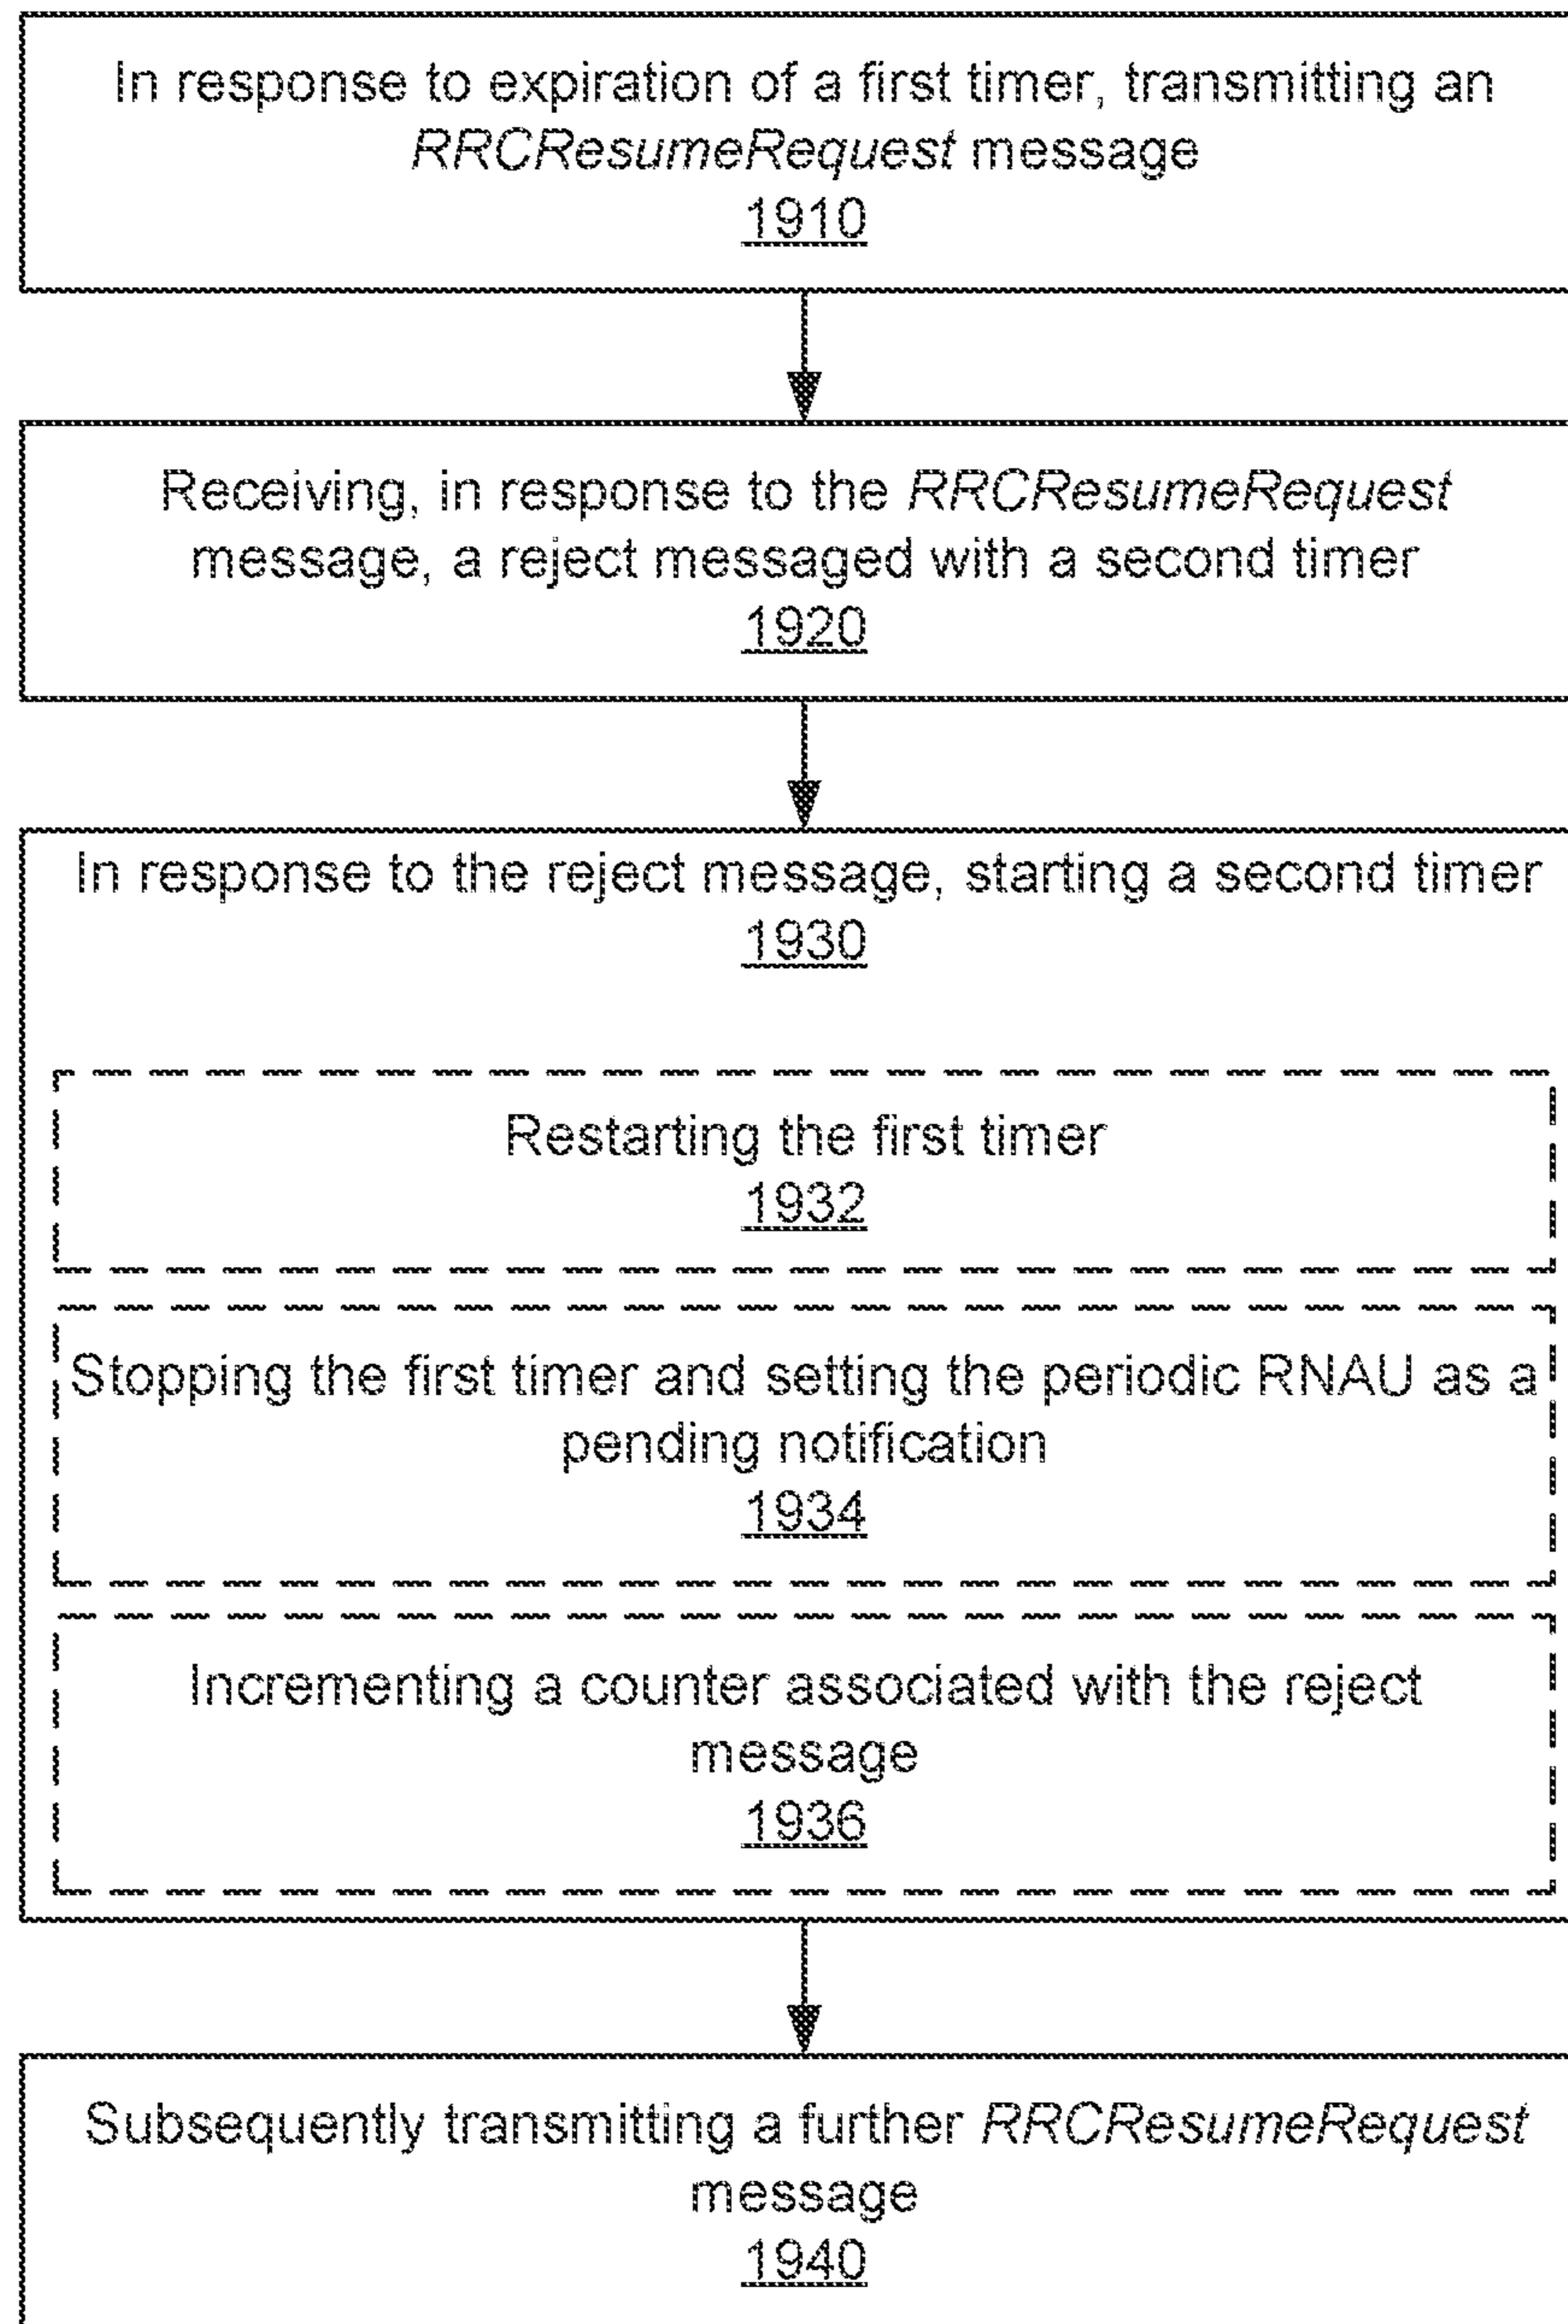 In response to expiration of a first timer, transmitting an
RRCResumeRequest message
1910
Receiving, in response to the RRCResumeRequest
message, a reject messaged with a second timer
1920
In response to the reject message, starting a second timer
1930
Restarting the first timer
1932
Stopping the first timer and setting the periodic RNAU as a
pending notification
1934
Incrementing a counter associated with the reject
message
1936
Subsequently transmitting a further RRCResumeRequest
message
1940